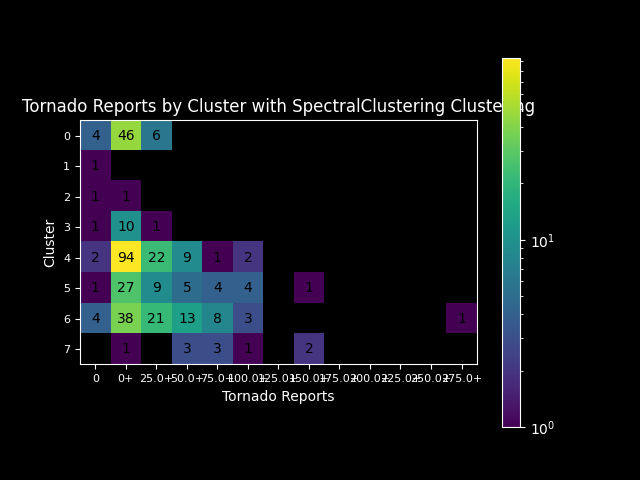 Tornado Reports by Cluster with SpectralClustering Clustering
0 4 46 6
1 1
2 1 1
3 1 10 1
4 2 94 22 9 1 2
5 1 27 9 5 4 4 1
6 4 38 21 13 8 3 1
7 1 3 3 1 2
Cluster
0 0+ 25.0+ 50.0+ 75.0+ 100.0+ 125.0+ 150.0+ 175.0+ 200.0+ 225.0+ 250.0+ 275.0+
Tornado Reports
10¹
10⁰